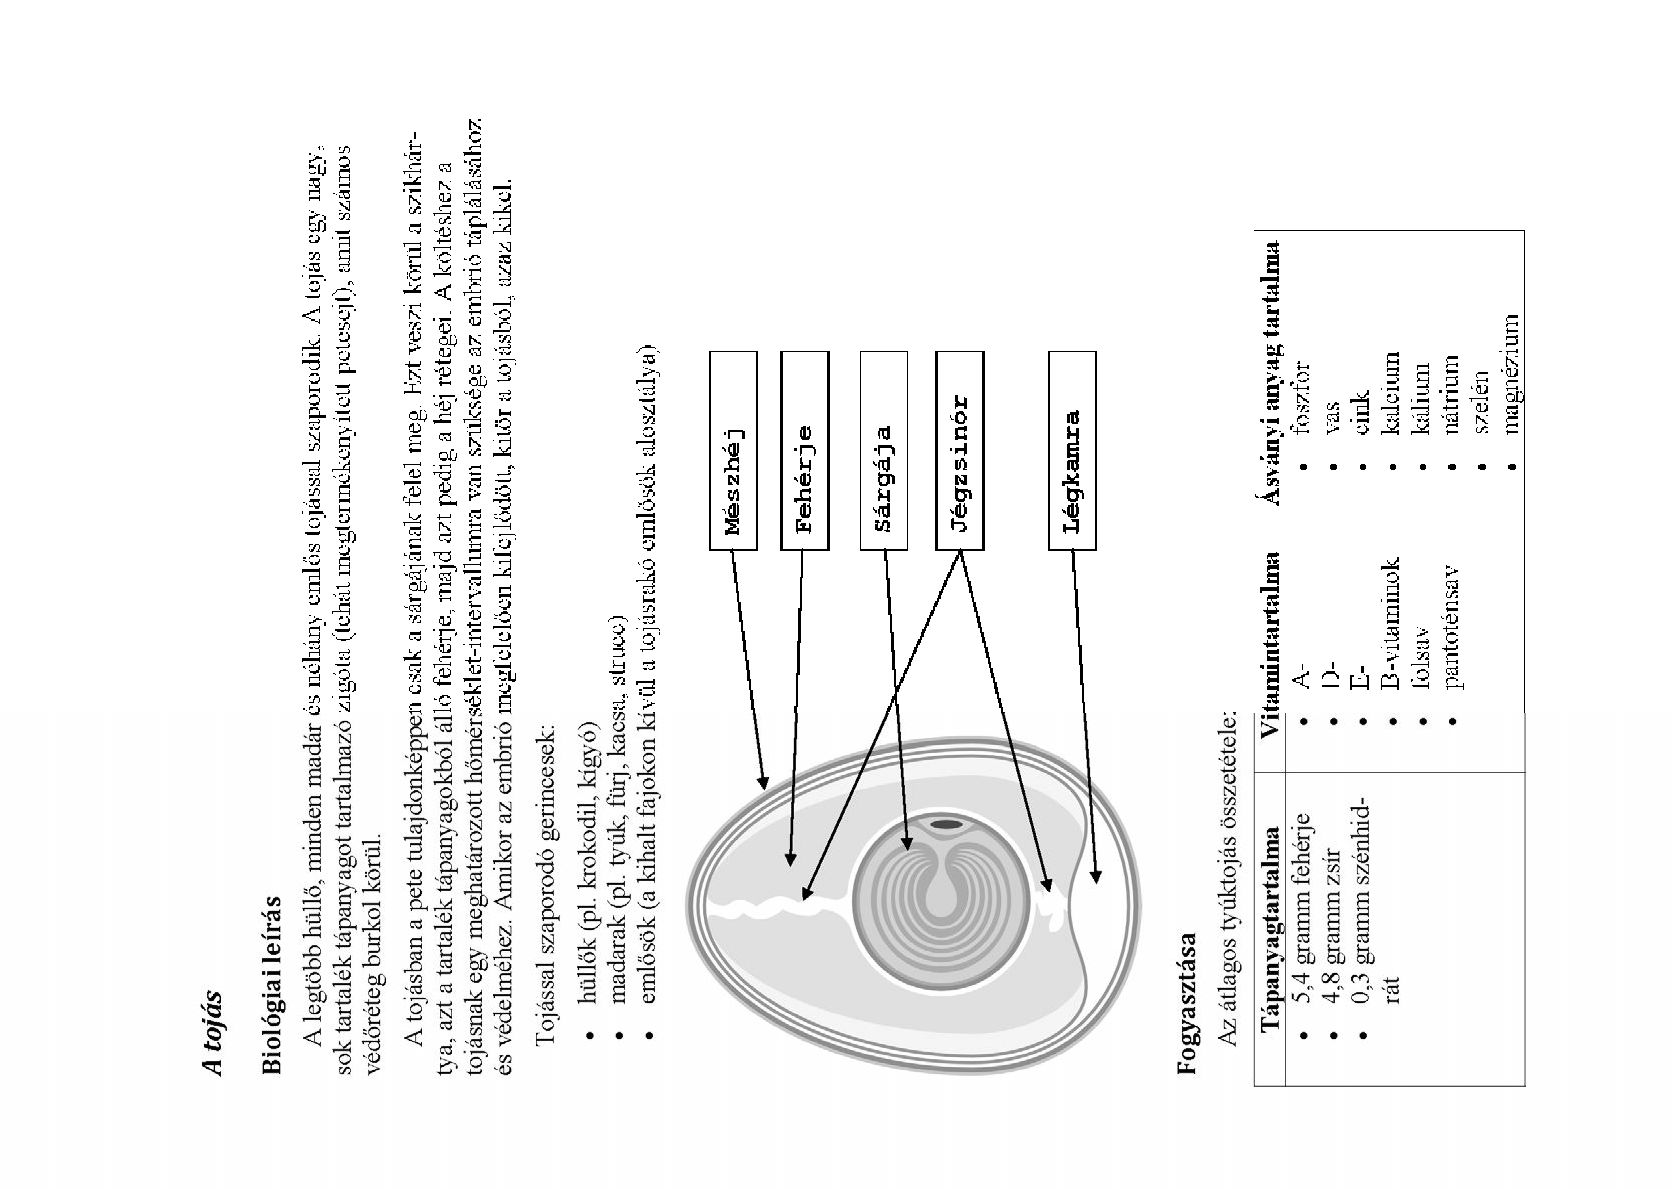 A tojás
Biológiai leírás
A legtöbb hüllő, minden madár és néhány emlős tojással szaporodik. A tojás egy nagy,
sok tartalék tápanyagot tartalmazó zigóta (tehát megtermékenyített petesejt), amit számos
védőréteg burkol körül.
A tojásban a pete tulajdonképpen csak a sárgájának felel meg. Ezt veszi körül a szikhár-
tya, azt a tartalék tápanyagokból álló fehérje, majd azt pedig a héj rétegei. A költéshez a
tojásnak egy meghatározott hőmérséklet-intervallumra van szüksége az embrió táplálásához
és védelméhez. Amikor az embrió megfelelően kifejlődött, kitör a tojásból, azaz kikel.
Tojással szaporodó gerincesek:
• hüllők (pl. krokodil, kígyó)
• madarak (pl. tyúk, fürj, kacsa, strucc)
• emlősök (a kihalt fajokon kívül a tojásrakó emlősök alosztálya)
Mészhéj
Fehérje
Sárgája
Jégzsinór
Légkamra
Fogyasztása
Az átlagos tyúktojás összetétele:
Tápanyagtartalma
• 5,4 gramm fehérje
• 4,8 gramm zsír
• 0,3 gramm szénhid-
rát
Vitamintartalma
• A-
• D-
• E-
• B-vitaminok
• folsav
• pantoténsav
Ásványi anyag tartalma
• foszfor
• vas
• cink
• kalcium
• kálium
• nátrium
• szelén
• magnézium